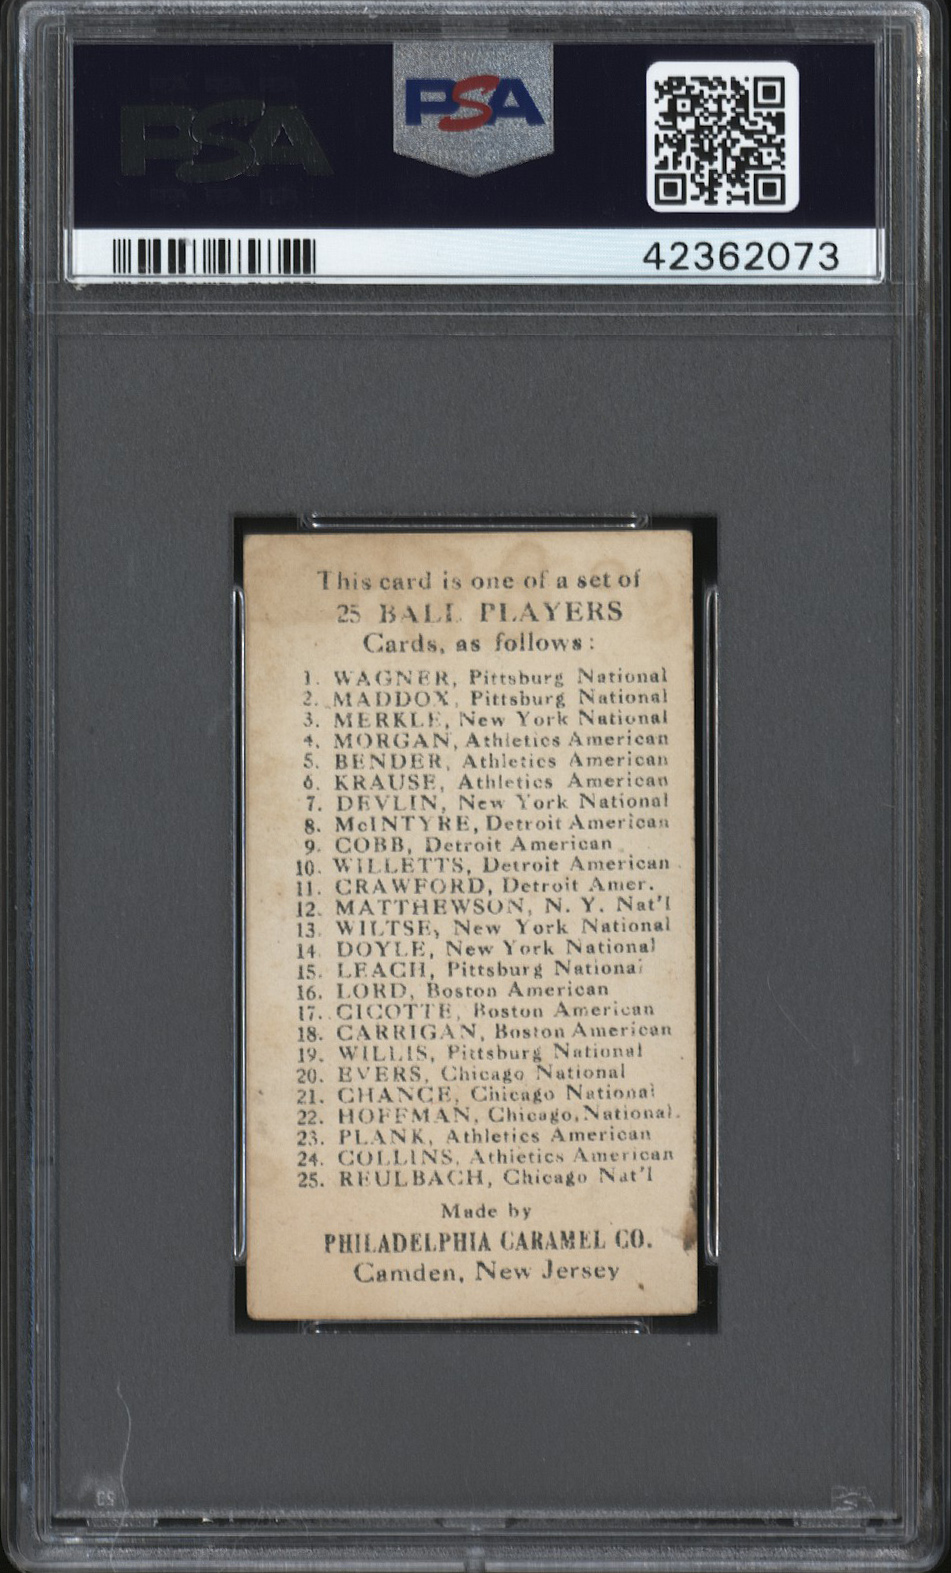 PSA
PSA
42362073
This card is one of a set of
25 BALL PLAYERS
Cards, as follows:
1. WAGNER, Pittsburg National
2. MADDOX, Pittsburg National
3. MERKLE, New York National
4. MORGAN, Athletics American
5. BENDER, Athletics American
6. KRAUSE, Athletics American
7. DEVLIN, New York National
8. McINTYRE, Detroit American
9. COBB, Detroit American
10. WILLETTS, Detroit American
11. CRAWFORD, Detroit Amer.
12. MATTHEWSON, N. Y. Nat'l
13. WILTSE, New York National
14. DOYLE, New York National
15. LEACH, Pittsburg National
16. LORD, Boston American
17. CICOTTE, Boston American
18. CARRIGAN, Boston American
19. WILLIS, Pittsburg National
20. EVERS, Chicago National
21. CHANCE, Chicago National
22. HOFFMAN, Chicago, National.
23. PLANK, Athletics American
24. COLLINS, Athletics American
25. REULBACH, Chicago Nat'l
Made by
PHILADELPHIA CARAMEL CO.
Camden, New Jersey